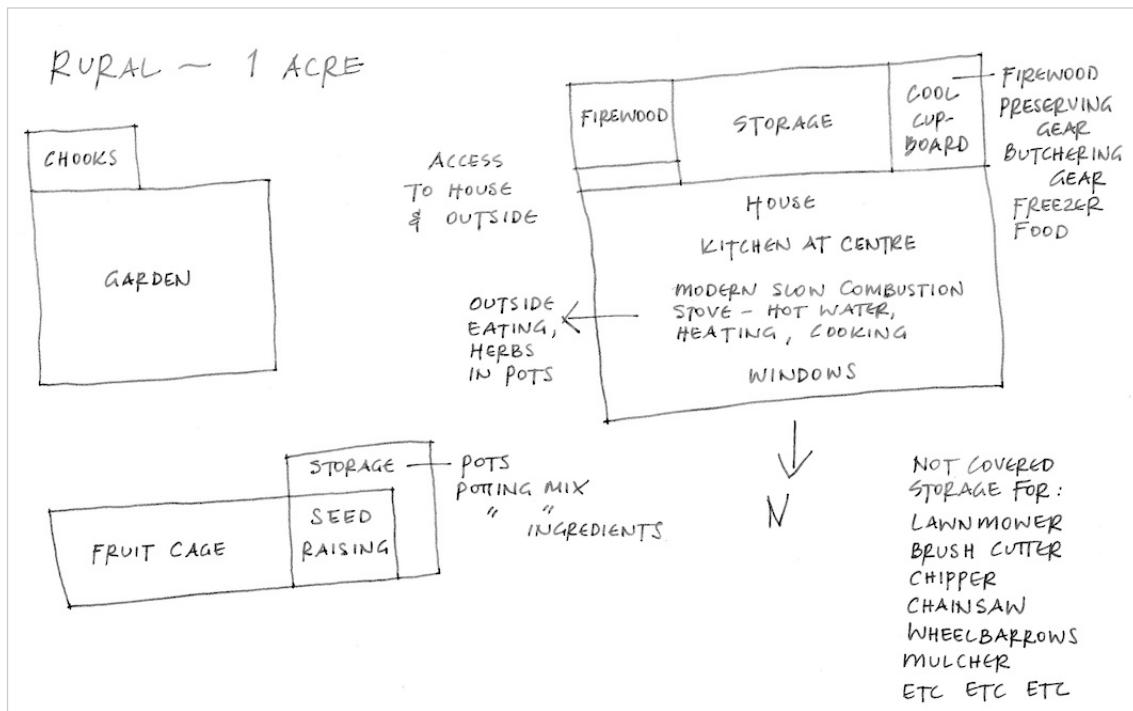 RURAL ~ 1 ACRE
CHOOKS
GARDEN
ACCESS
TO HOUSE
& OUTSIDE
FIREWOOD
STORAGE
COOL
CUP-
BOARD
FIREWOOD
PRESERVING
GEAR
BUTCHERING
GEAR
FREEZER
FOOD
HOUSE
KITCHEN AT CENTRE
MODERN SLOW COMBUSTION
STOVE - HOT WATER,
HEATING, COOKING
WINDOWS
OUTSIDE
EATING,
HERBS
IN POTS
N
STORAGE
POTS
POTTING MIX
" "
INGREDIENTS
SEED
RAISING
FRUIT CAGE
NOT COVERED
STORAGE FOR:
LAWNMOWER
BRUSH CUTTER
CHIPPER
CHAINSAW
WHEELBARROWS
MULCHER
ETC ETC ETC